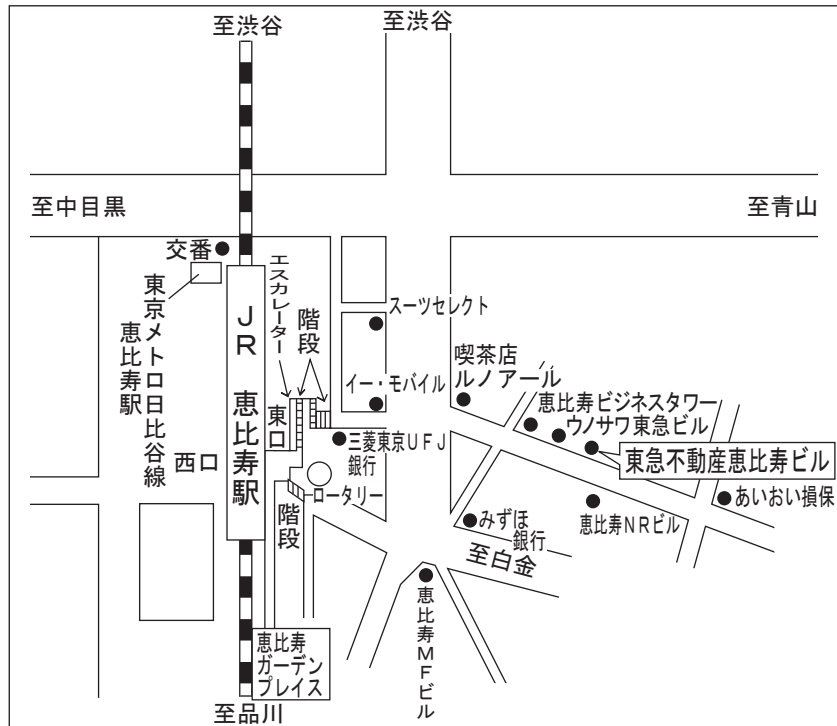 至渋谷
至渋谷
至中目黒
至青山
交番
東京メトロ日比谷線
恵比寿駅
エスカレーター
階段
スーツセレクト
JR 恵比寿駅
喫茶店
ルノアール
イー・モバイル
恵比寿ビジネスタワー
ウノサワ東急ビル
東急不動産恵比寿ビル
東口
三菱東京UFJ
銀行
西口
ロータリー
階段
みずほ
銀行
恵比寿NRビル
あいおい損保
至白金
恵比寿MFビル
恵比寿
ガーデン
プレイス
至品川